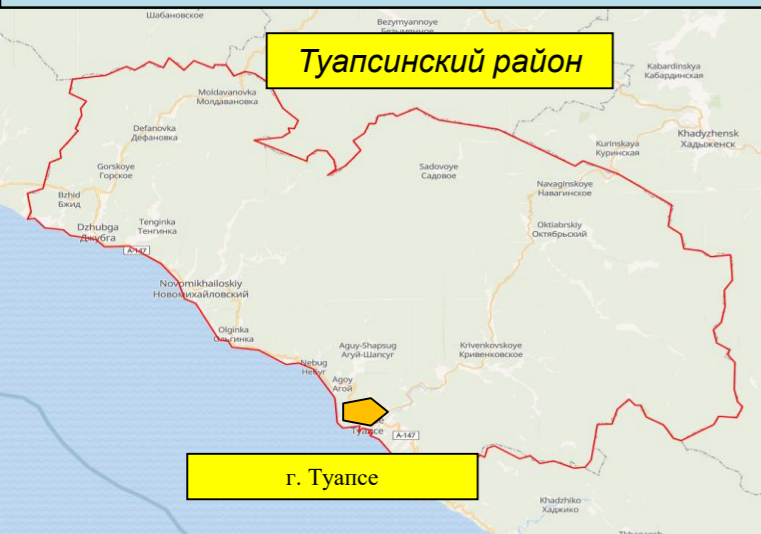 Шабановское
Bezymyannoye
Безымянное
Туапсинский район
Kabardinskya
Кабардинская
Moldavanovka
Молдавановка
Defanovka
Дефановка
Khadyzhensk
Хадыженск
Kurinskaya
Куринская
Gorskoye
Горское
Sadovoye
Садовое
Navaginskoye
Навагинское
Bzhid
Бжид
Dzhubga
Джубга
Tenginka
Тенгинка
Oktiabrskiy
Октябрьский
A-147
Novomikhailoskiy
Новомихайловский
Olginka
Ольгинка
Aguy-Shapsug
Агуй-Шапсуг
Krivenkovskoye
Кривенковское
Nebug
Небуг
Agoy
Агой
Туапсе
A-147
г. Туапсе
Khadzhiko
Хаджико